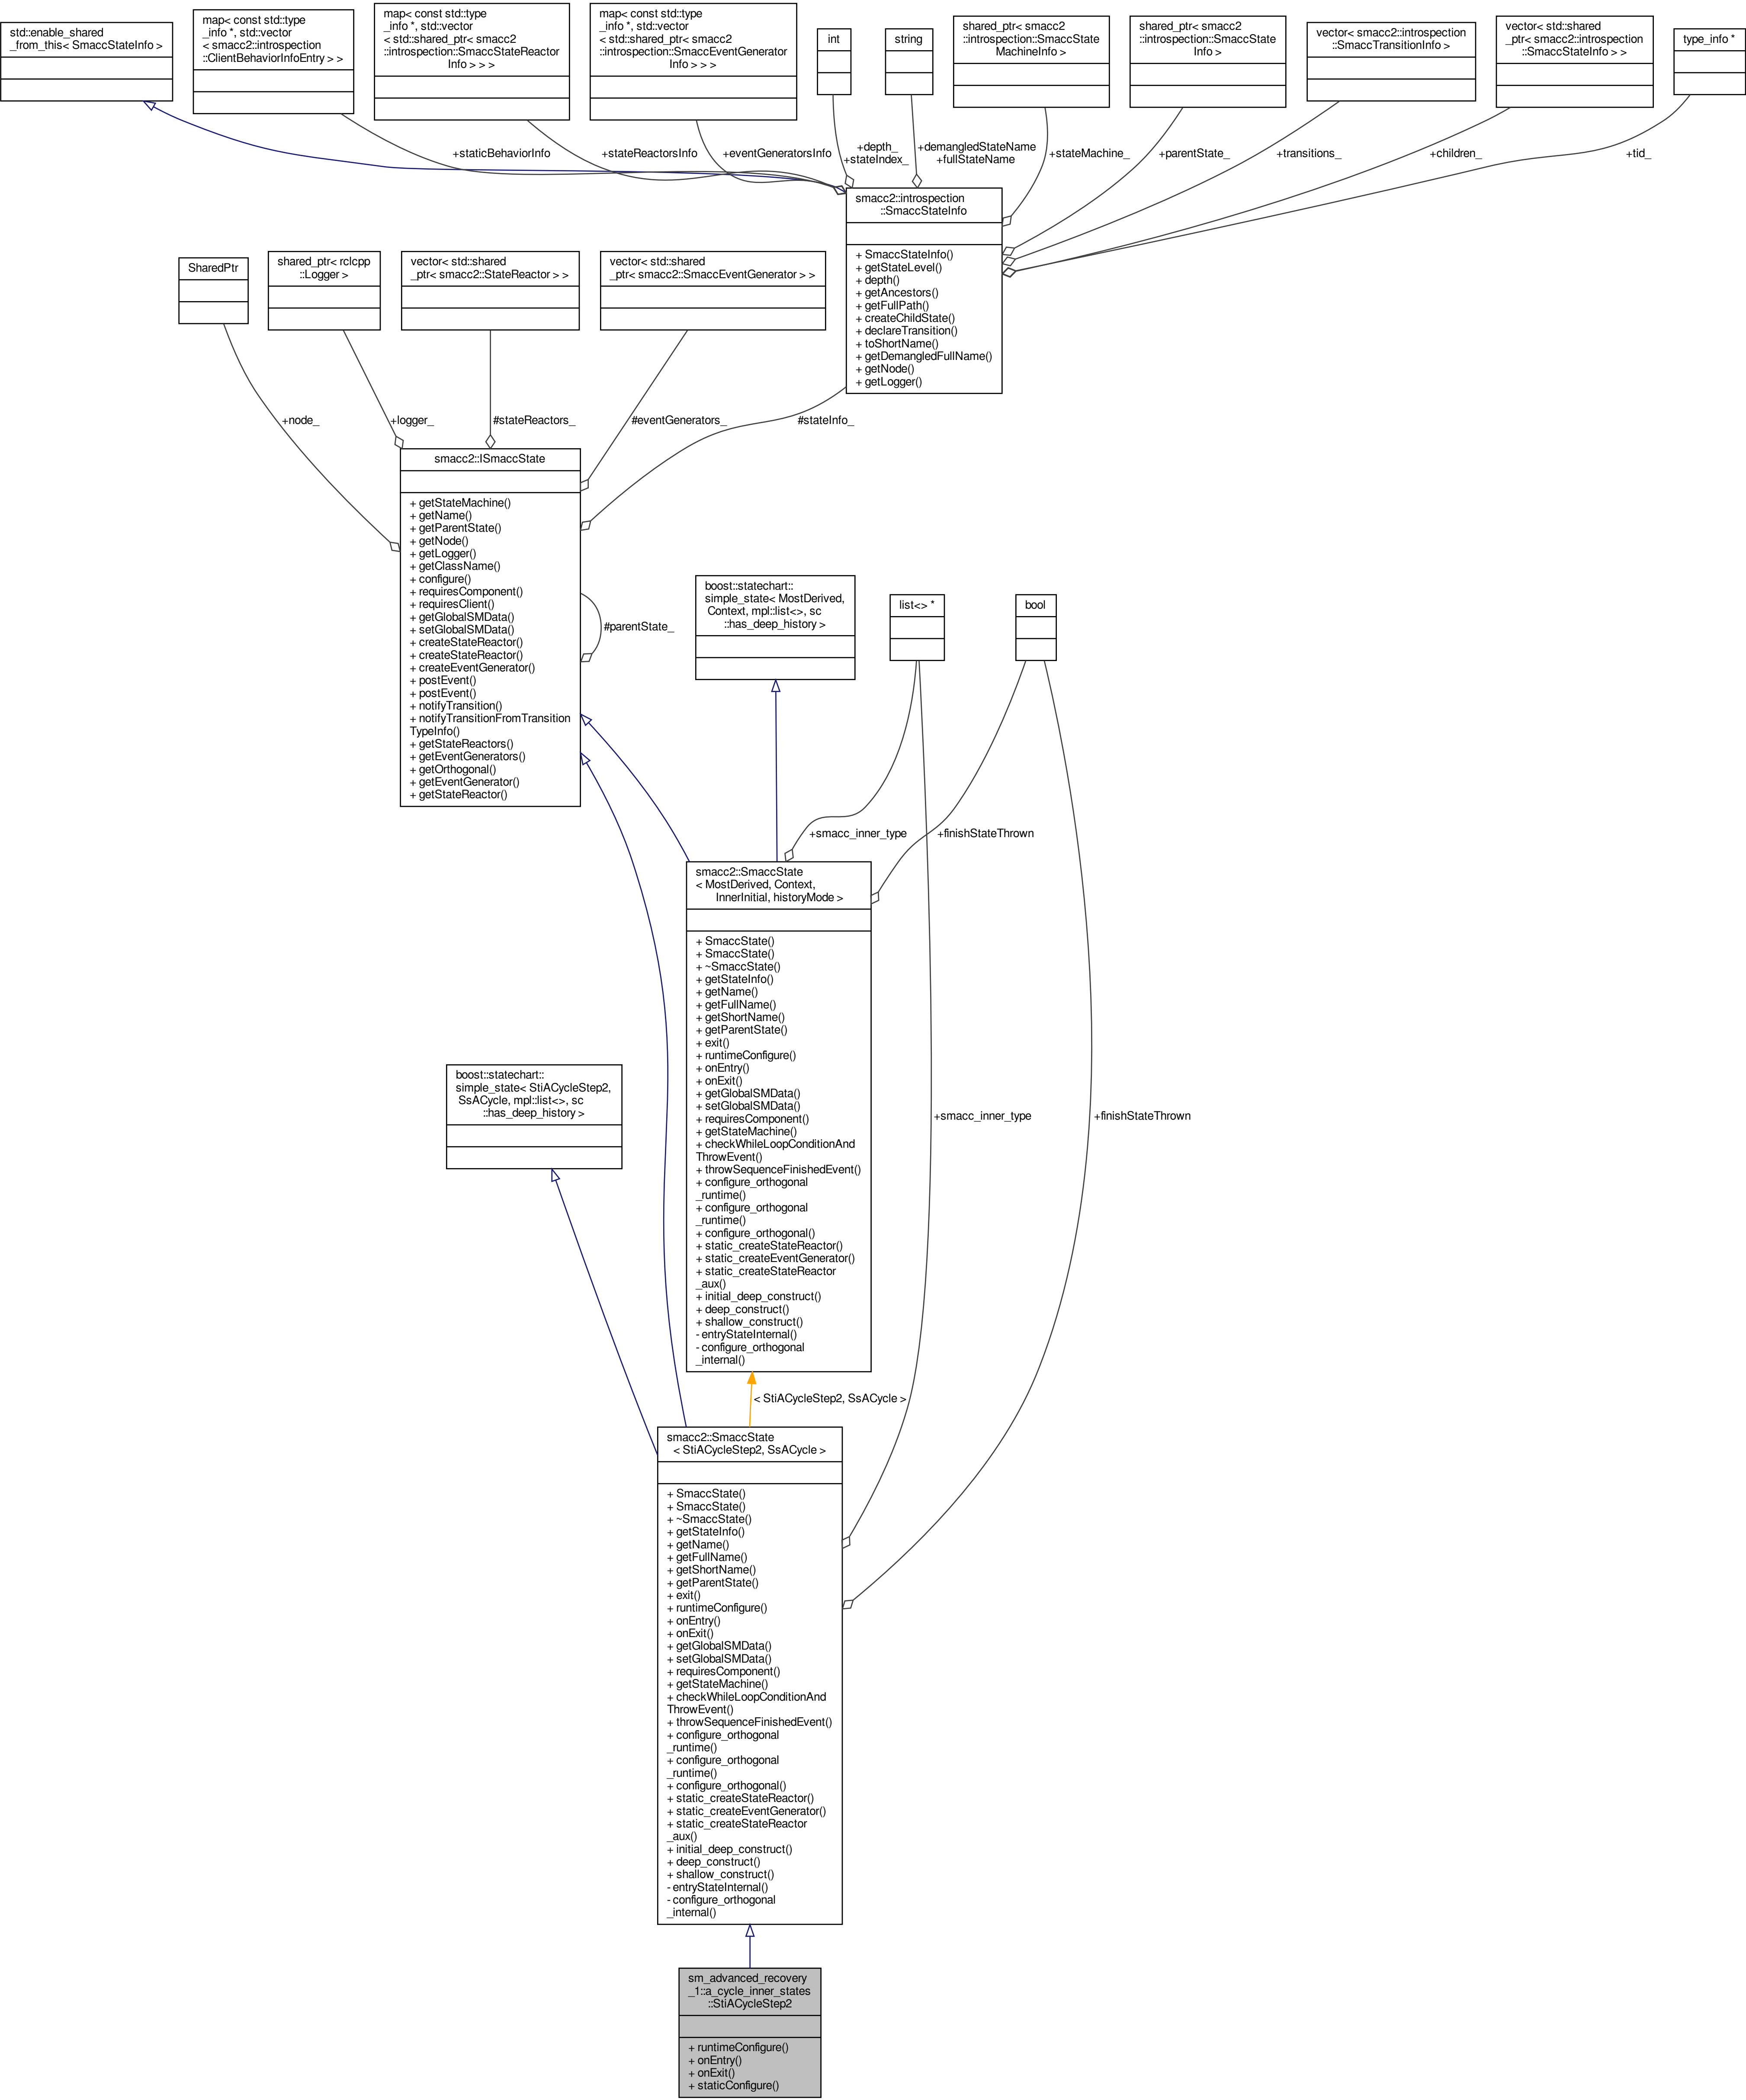 std::enable_shared
_from_this< SmaccStateInfo >
map< const std::type
_info *, std::vector
< smacc2::introspection
::ClientBehaviorInfoEntry > >
map< const std::type
_info *, std::vector
< std::shared_ptr< smacc2
::introspection::SmaccStateReactor
Info > > >
map< const std::type
_info *, std::vector
< std::shared_ptr< smacc2
::introspection::SmaccEventGenerator
Info > > >
int
string
shared_ptr< smacc2
::introspection::SmaccState
MachineInfo >
shared_ptr< smacc2
::introspection::SmaccState
Info >
vector< smacc2::introspection
::SmaccTransitionInfo >
vector< std::shared
_ptr< smacc2::introspection
::SmaccStateInfo > >
type_info *
+staticBehaviorInfo
+stateReactorsInfo
+eventGeneratorsInfo
+depth_
+stateIndex_
+demangledStateName
+fullStateName
+stateMachine_
+parentState_
+transitions_
+children_
+tid_
smacc2::introspection
::SmaccStateInfo
+ SmaccStateInfo()
+ getStateLevel()
+ depth()
+ getAncestors()
+ getFullPath()
+ createChildState()
+ declareTransition()
+ toShortName()
+ getDemangledFullName()
+ getNode()
+ getLogger()
SharedPtr
shared_ptr< rclcpp
::Logger >
vector< std::shared
_ptr< smacc2::StateReactor > >
vector< std::shared
_ptr< smacc2::SmaccEventGenerator > >
+node_
+logger_
#stateReactors_
#eventGenerators_
#stateInfo_
smacc2::ISmaccState
+ getStateMachine()
+ getName()
+ getParentState()
+ getNode()
+ getLogger()
+ getClassName()
+ configure()
+ requiresComponent()
+ requiresClient()
+ getGlobalSMData()
+ setGlobalSMData()
+ createStateReactor()
+ createStateReactor()
+ createEventGenerator()
+ postEvent()
+ postEvent()
+ notifyTransition()
+ notifyTransitionFromTransition
TypeInfo()
+ getStateReactors()
+ getEventGenerators()
+ getOrthogonal()
+ getEventGenerator()
+ getStateReactor()
#parentState_
boost::statechart::
simple_state< MostDerived,
Context, mpl::list<>, sc
::has_deep_history >
list<> *
bool
+smacc_inner_type
+finishStateThrown
smacc2::SmaccState
< MostDerived, Context,
InnerInitial, historyMode >
+ SmaccState()
+ SmaccState()
+ ~SmaccState()
+ getStateInfo()
+ getName()
+ getFullName()
+ getShortName()
+ getParentState()
+ exit()
+ runtimeConfigure()
+ onEntry()
+ onExit()
+ getGlobalSMData()
+ setGlobalSMData()
+ requiresComponent()
+ getStateMachine()
+ checkWhileLoopConditionAnd
ThrowEvent()
+ throwSequenceFinishedEvent()
+ configure_orthogonal
_runtime()
+ configure_orthogonal
_runtime()
+ configure_orthogonal()
+ static_createStateReactor()
+ static_createEventGenerator()
+ static_createStateReactor
_aux()
+ initial_deep_construct()
+ deep_construct()
+ shallow_construct()
- entryStateInternal()
- configure_orthogonal
_internal()
boost::statechart::
simple_state< StiACycleStep2,
SsACycle, mpl::list<>, sc
::has_deep_history >
+smacc_inner_type
+finishStateThrown
< StiACycleStep2, SsACycle >
smacc2::SmaccState
< StiACycleStep2, SsACycle >
+ SmaccState()
+ SmaccState()
+ ~SmaccState()
+ getStateInfo()
+ getName()
+ getFullName()
+ getShortName()
+ getParentState()
+ exit()
+ runtimeConfigure()
+ onEntry()
+ onExit()
+ getGlobalSMData()
+ setGlobalSMData()
+ requiresComponent()
+ getStateMachine()
+ checkWhileLoopConditionAnd
ThrowEvent()
+ throwSequenceFinishedEvent()
+ configure_orthogonal
_runtime()
+ configure_orthogonal
_runtime()
+ configure_orthogonal()
+ static_createStateReactor()
+ static_createEventGenerator()
+ static_createStateReactor
_aux()
+ initial_deep_construct()
+ deep_construct()
+ shallow_construct()
- entryStateInternal()
- configure_orthogonal
_internal()
sm_advanced_recovery
_1::a_cycle_inner_states
::StiACycleStep2
+ runtimeConfigure()
+ onEntry()
+ onExit()
+ staticConfigure()